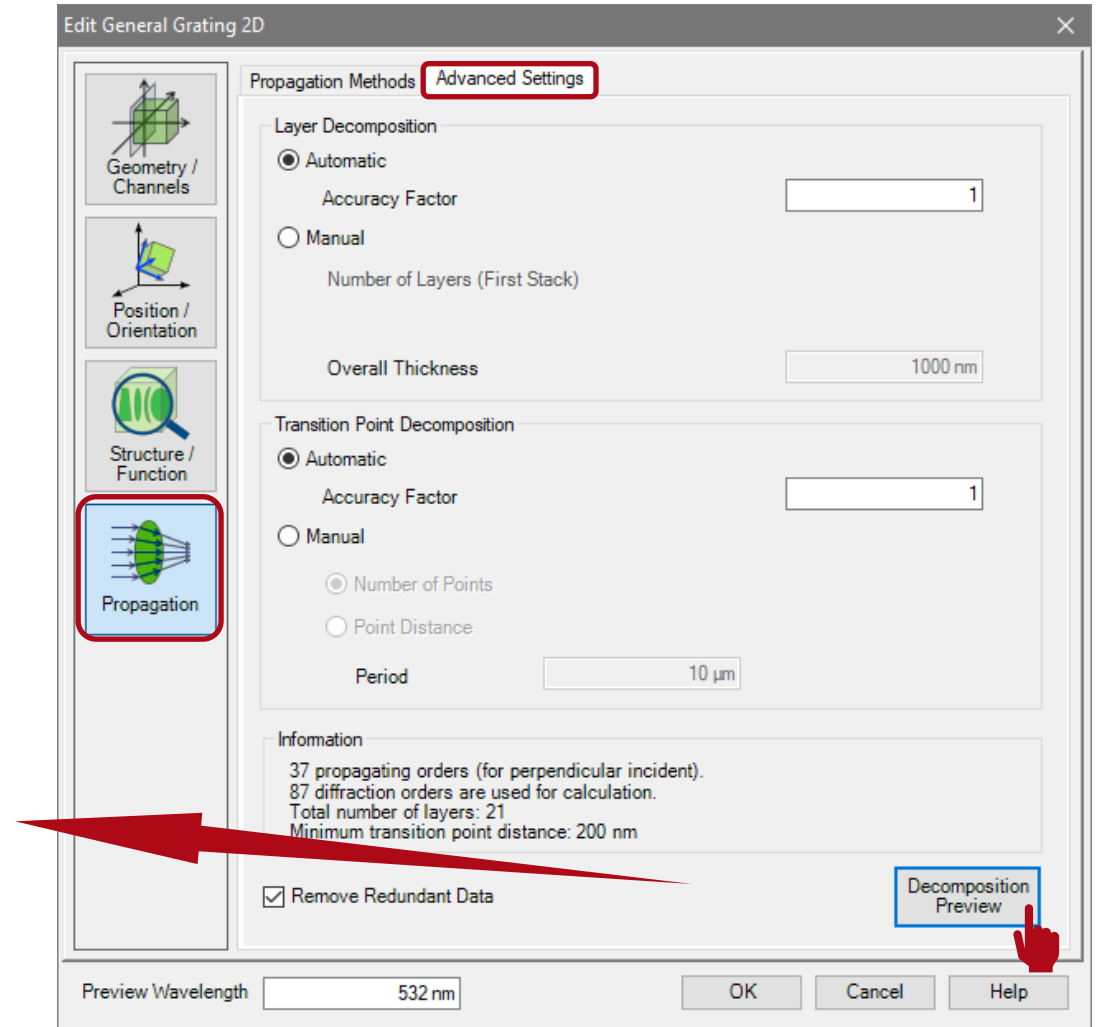 Edit General Grating 2D
Propagation Methods
Advanced Settings
Geometry /
Channels
Position /
Orientation
Structure /
Function
Propagation
Layer Decomposition
Automatic
Accuracy Factor
1
Manual
Number of Layers (First Stack)
Overall Thickness
1000 nm
Transition Point Decomposition
Automatic
Accuracy Factor
1
Manual
Number of Points
Point Distance
Period
10 µm
Information
37 propagating orders (for perpendicular incident).
87 diffraction orders are used for calculation.
Total number of layers: 21
Minimum transition point distance: 200 nm
Remove Redundant Data
Decomposition
Preview
Preview Wavelength
532 nm
OK
Cancel
Help